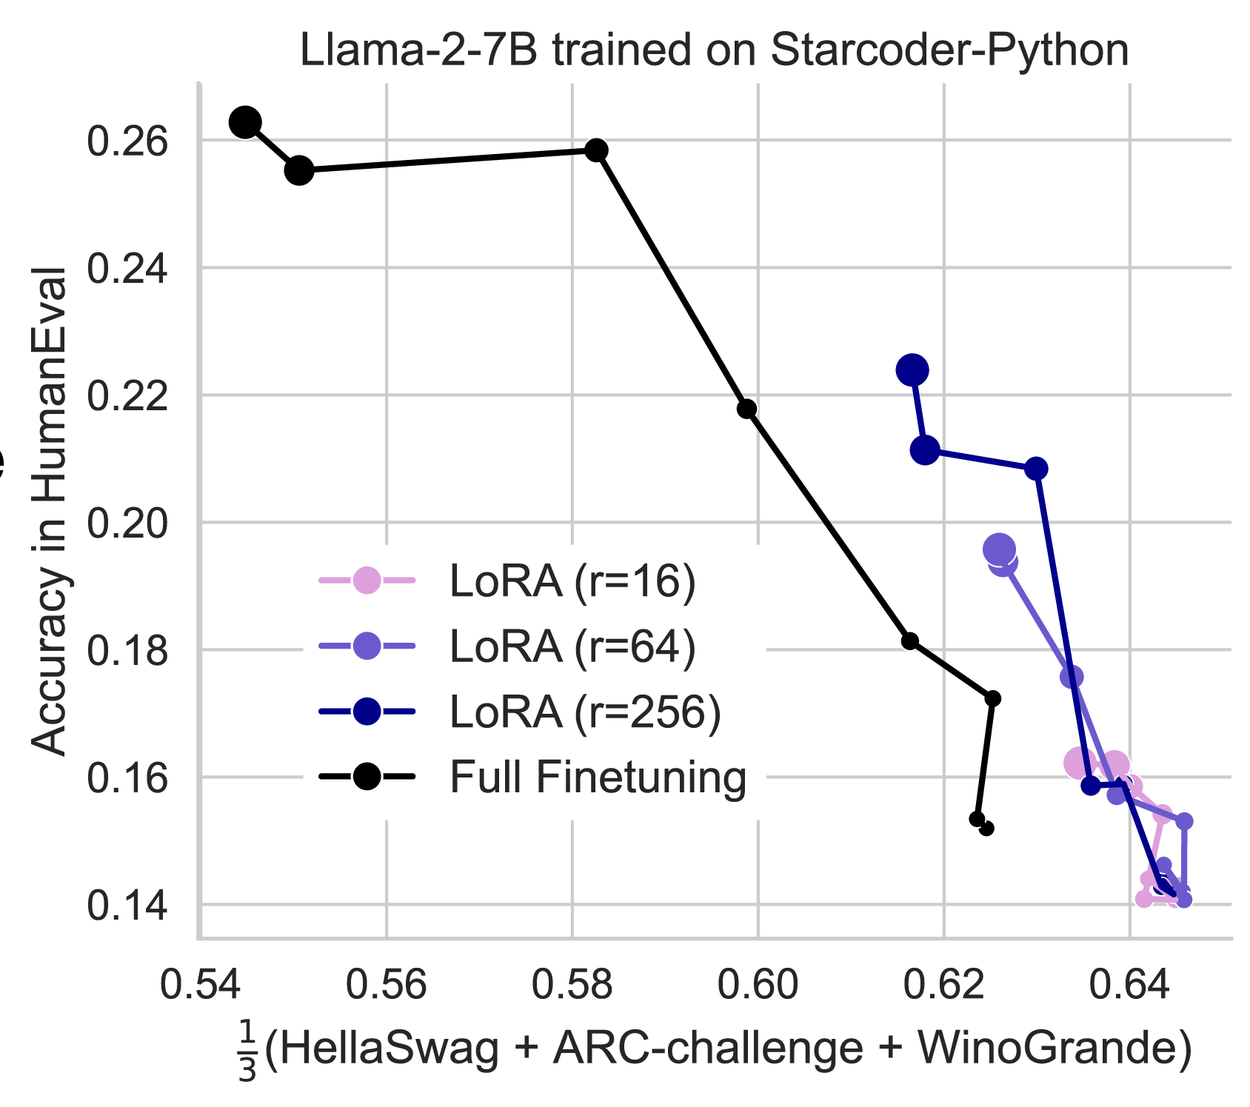 Llama-2-7B trained on Starcoder-Python
Accuracy in HumanEval
0.26
0.24
0.22
0.20
0.18
0.16
0.14
LoRA (r=16)
LoRA (r=64)
LoRA (r=256)
Full Finetuning
0.54 0.56 0.58 0.60 0.62 0.64
1/3(HellaSwag + ARC-challenge + WinoGrande)